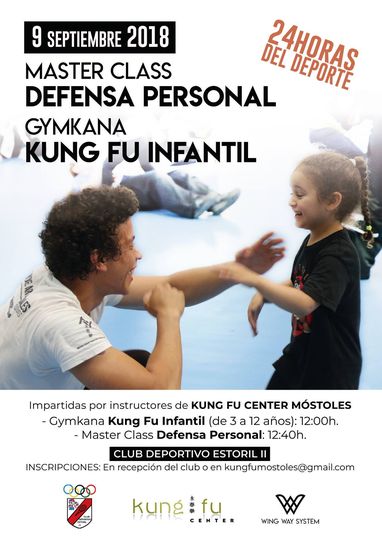 9 SEPTIEMBRE 2018
24HORAS
DEL DEPORTE
MASTER CLASS
DEFENSA PERSONAL
GYMKANA
KUNG FU INFANTIL
Impartidas por instructores de KUNG FU CENTER MÓSTOLES
- Gymkana Kung Fu Infantil (de 3 a 12 años): 12:00h.
- Master Class Defensa Personal: 12:40h.
CLUB DEPORTIVO ESTORIL II
INSCRIPCIONES: En recepción del club o en kungfumostoles@gmail.com
kung fu
CENTER
WING WAY SYSTEM